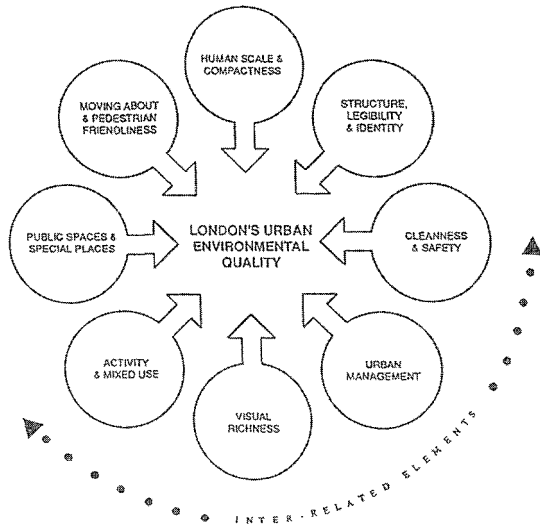 HUMAN SCALE &
COMPACTNESS
STRUCTURE,
LEGIBILITY
& IDENTITY
CLEANNESS
& SAFETY
URBAN
MANAGEMENT
VISUAL
RICHNESS
ACTIVITY
& MIXED USE
PUBLIC SPACES &
SPECIAL PLACES
MOVING ABOUT
& PEDESTRIAN
FRIENDLINESS
LONDON'S URBAN
ENVIRONMENTAL
QUALITY
INTER-RELATED ELEMENTS